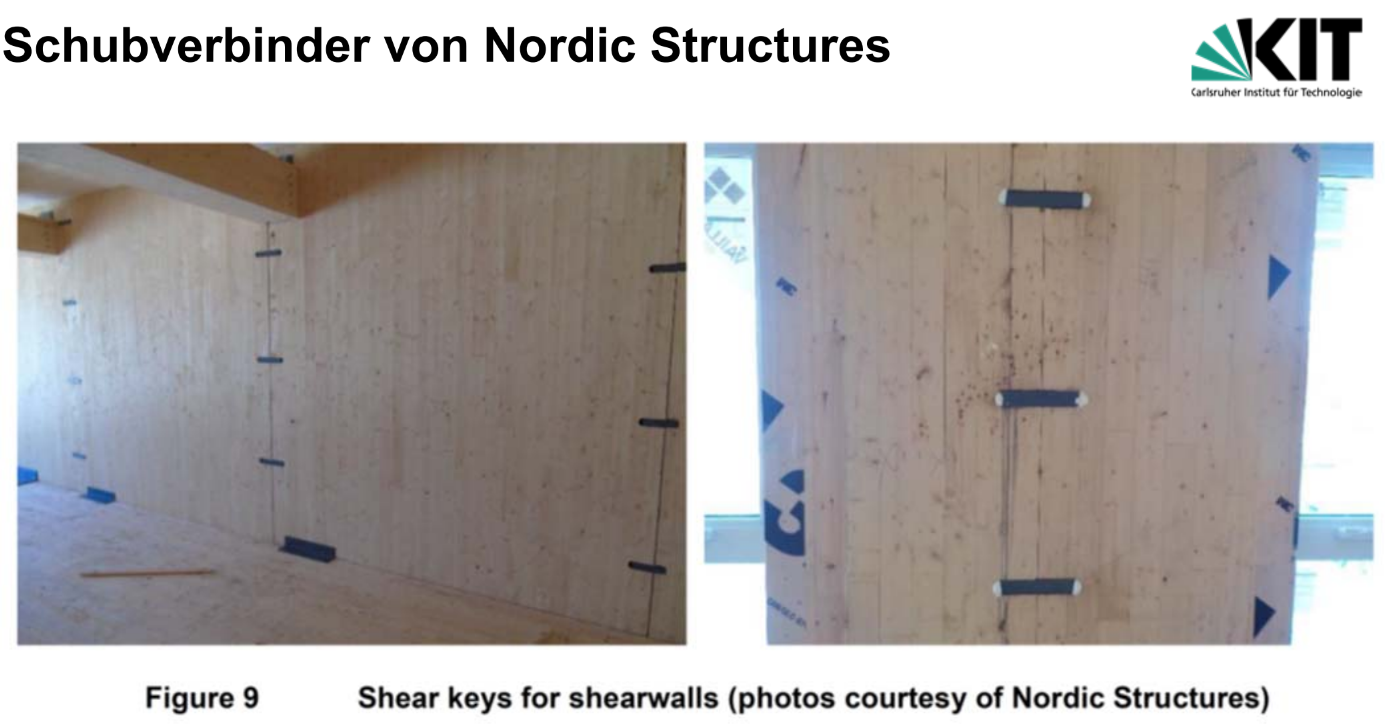 Schubverbinder von Nordic Structures
KIT
Karlsruher Institut für Technologie
Figure 9 Shear keys for shearwalls (photos courtesy of Nordic Structures)